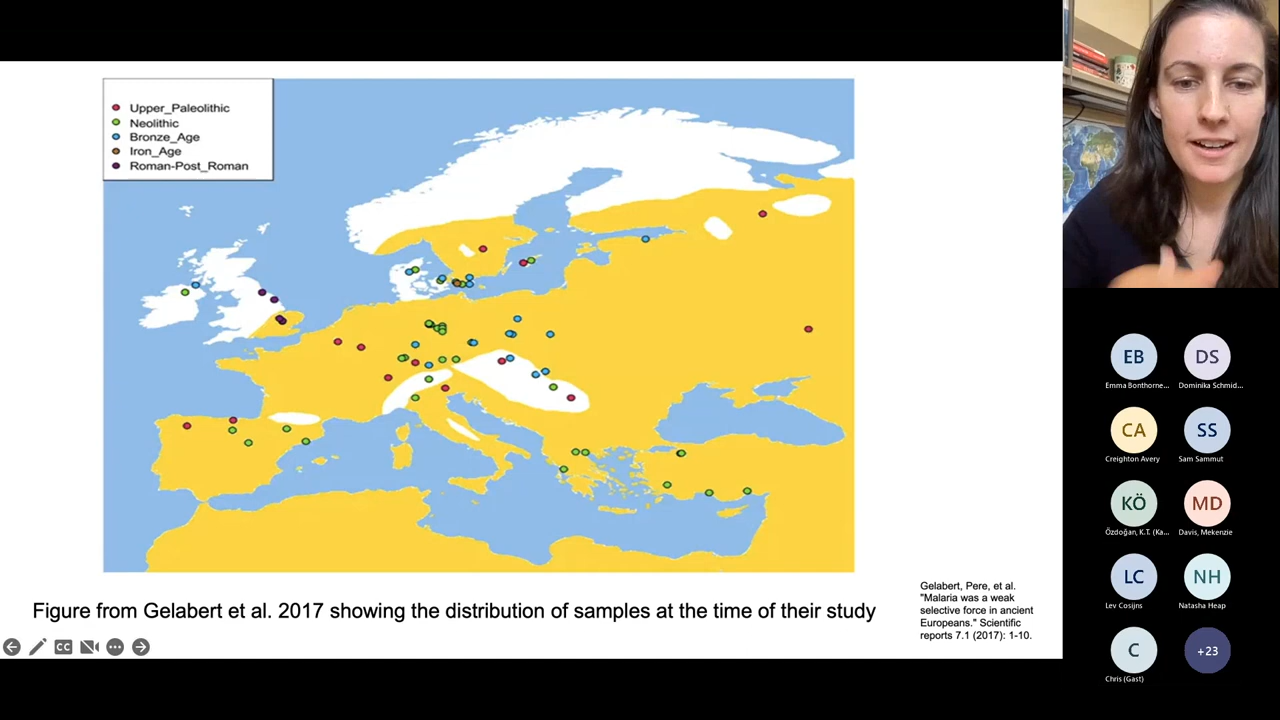 Upper_Paleolithic
Neolithic
Bronze_Age
Iron_Age
Roman-Post_Roman
Figure from Gelabert et al. 2017 showing the distribution of samples at the time of their study
Gelabert, Pere, et al.
"Malaria was a weak
selective force in ancient
Europeans." Scientific
reports 7.1 (2017): 1-10.
CC
EB
DS
Emma Bonthorne...
Dominika Schmid...
CA
SS
Creighton Avery
Sam Sammut
KÖ
MD
Özdoğan, K.T. (Ka...
Davis, Mekenzie
LC
NH
Lev Cosijns
Natasha Heap
C
+23
Chris (Gast)